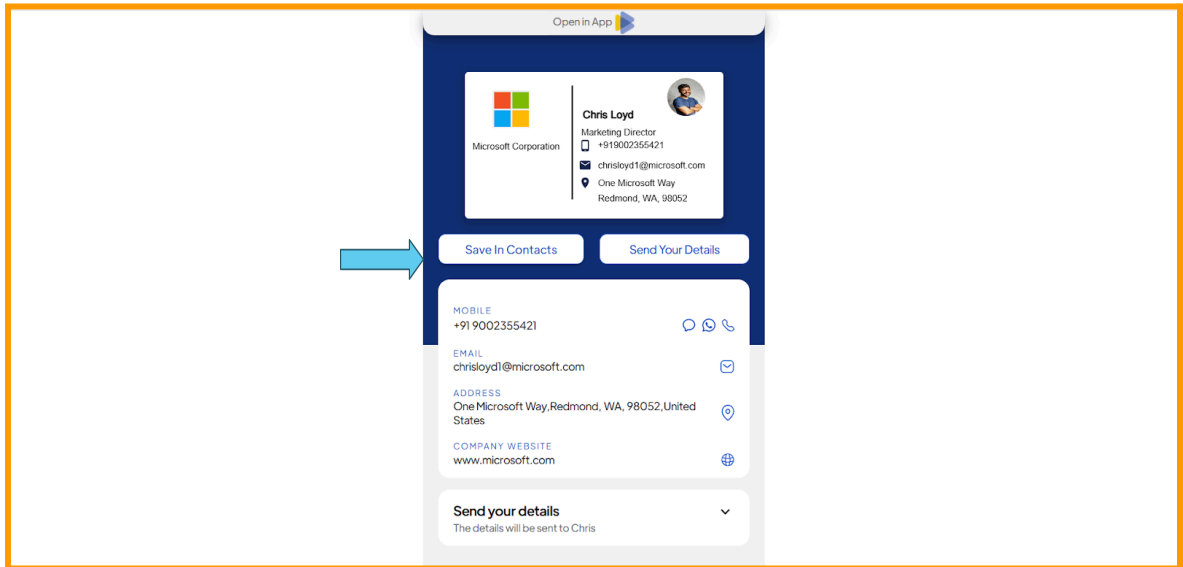 Open in App
Microsoft Corporation
Chris Loyd
Marketing Director
+919002355421
chrisloyd1@microsoft.com
One Microsoft Way
Redmond, WA, 98052
Save In Contacts
Send Your Details
MOBILE
+91 9002355421
EMAIL
chrisloyd1@microsoft.com
ADDRESS
One Microsoft Way,Redmond, WA, 98052,United
States
COMPANY WEBSITE
www.microsoft.com
Send your details
The details will be sent to Chris